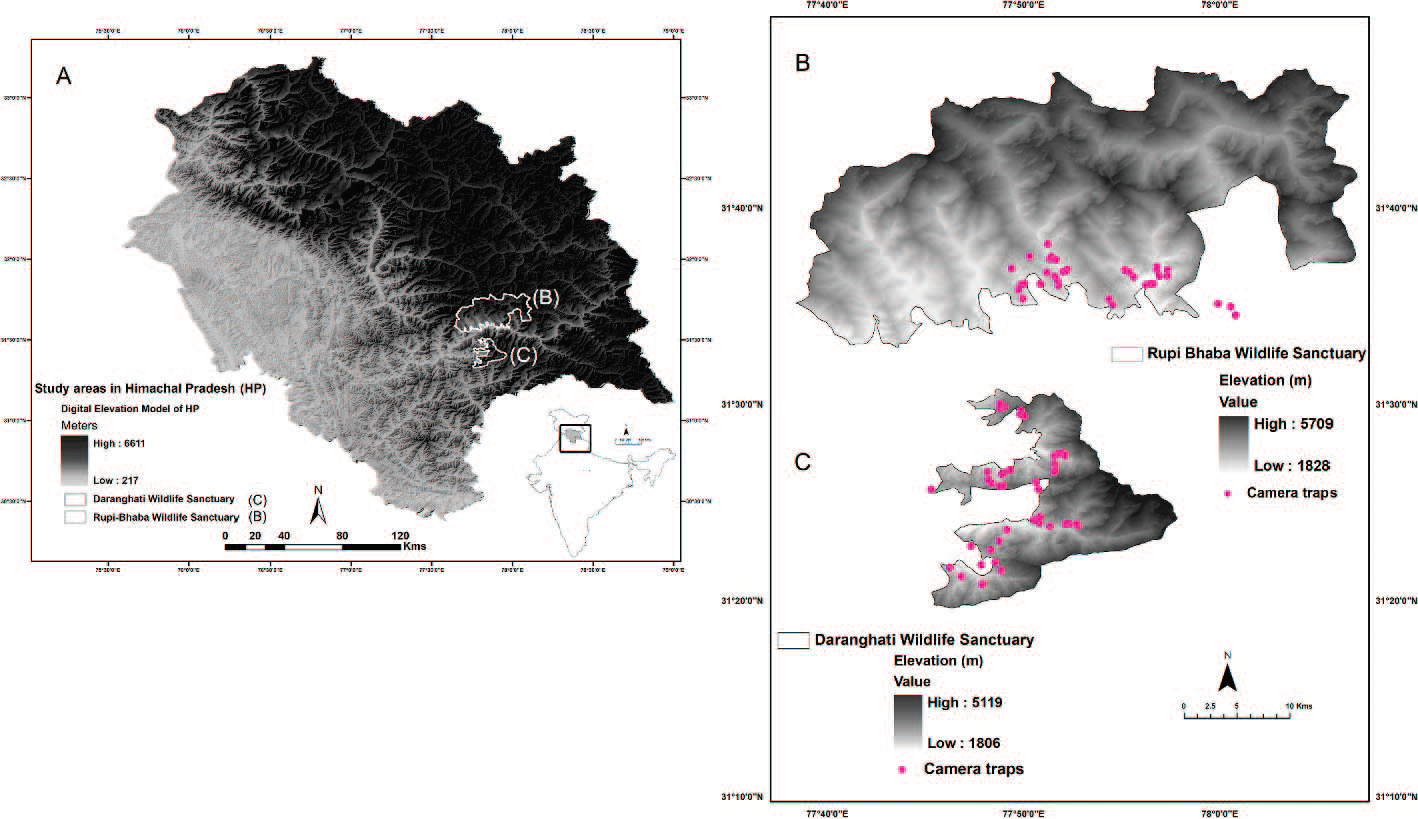 A
(B)
(C)
Study areas in Himachal Pradesh (HP)
Digital Elevation Model of HP
Meters
High : 6611
Low : 217
Daranghati Wildlife Sanctuary (C)
Rupi-Bhaba Wildlife Sanctuary (B)
N
0 20 40 80 120
Kms
77°40'0"E 77°50'0"E 78°0'0"E
B
31°40'0"N 31°40'0"N
Rupi Bhaba Wildlife Sanctuary
Elevation (m)
Value
High : 5709
Low : 1828
Camera traps
31°30'0"N 31°30'0"N
C
31°20'0"N 31°20'0"N
Daranghati Wildlife Sanctuary
Elevation (m)
Value
High : 5119
Low : 1806
Camera traps
N
0 2.5 5 10 Kms
31°10'0"N 31°10'0"N
77°40'0"E 77°50'0"E 78°0'0"E